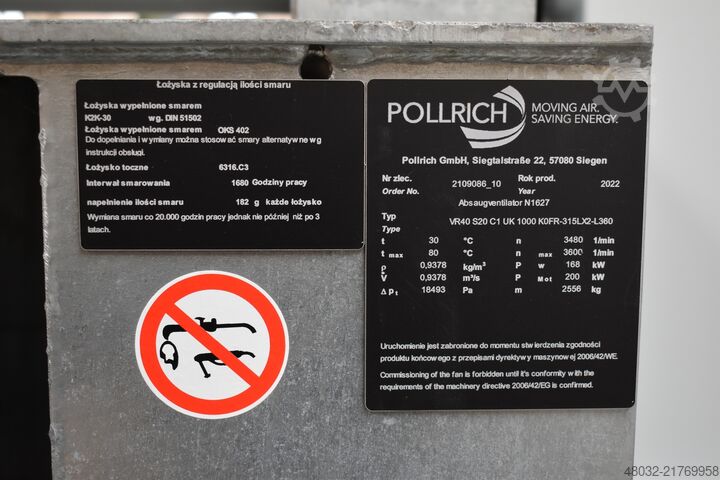 Łożyska z regulacją ilości smaru
Łożyska wypełnione smarem
K2K-30 wg. DIN 51502
Łożyska wypełnione smarem OKS 402
Do dopełniania i wymiany można stosować smary alternatywne wg
instrukcji obsługi.
Łożysko toczne 6316.C3
Interwał smarowania 1680 Godziny pracy
napełnienie ilości smaru 182 g każde łożysko
Wymiana smaru co 20.000 godzin pracy jednak nie później niż po 3
latach.
POLLRICH MOVING AIR.
SAVING ENERGY.
Pollrich GmbH, Siegtalstraße 22, 57080 Siegen
Nr zlec. 2109086_10 Rok prod. 2022
Order No. Year
Absaugventilator N1627
Typ VR40 S20 C1 UK 1000 K0FR-315LX2-L360
Type
t 30 °C n 3480 1/min
t max 80 °C n max 3600 1/min
ρ 0,9378 kg/m³ P w 168 kW
V̇ 0,9378 m³/s P Mot 200 kW
Δ pt 18493 Pa m 2556 kg
Uruchomienie jest zabronione do momentu stwierdzenia zgodności
produktu końcowego z przepisami dyrektywy maszynowej 2006/42/WE.
Commissioning of the fan is forbidden until it's conformity with the
requirements of the machinery directive 2006/42/EG is confirmed.
48032-21769958